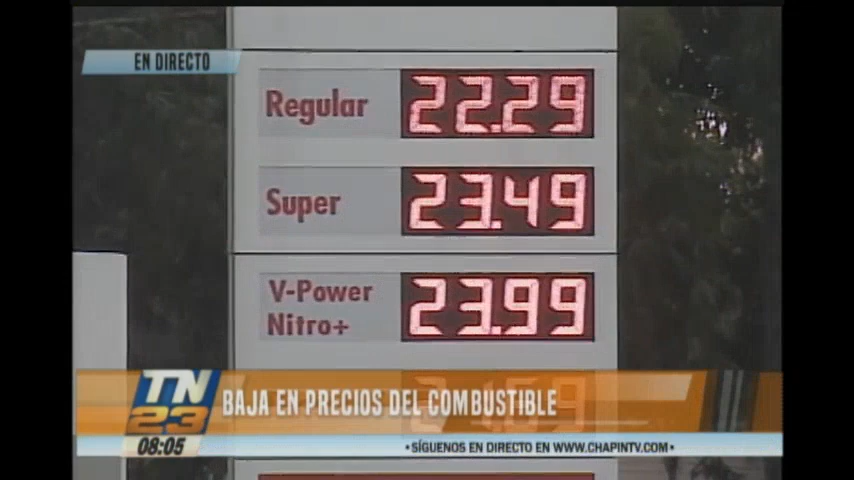 EN DIRECTO
Regular 22.29
Super 23.49
V-Power
Nitro+ 23.99
TN
23
BAJA EN PRECIOS DEL COMBUSTIBLE
08:05
•SÍGUENOS EN DIRECTO EN WWW.CHAPINTV.COM•